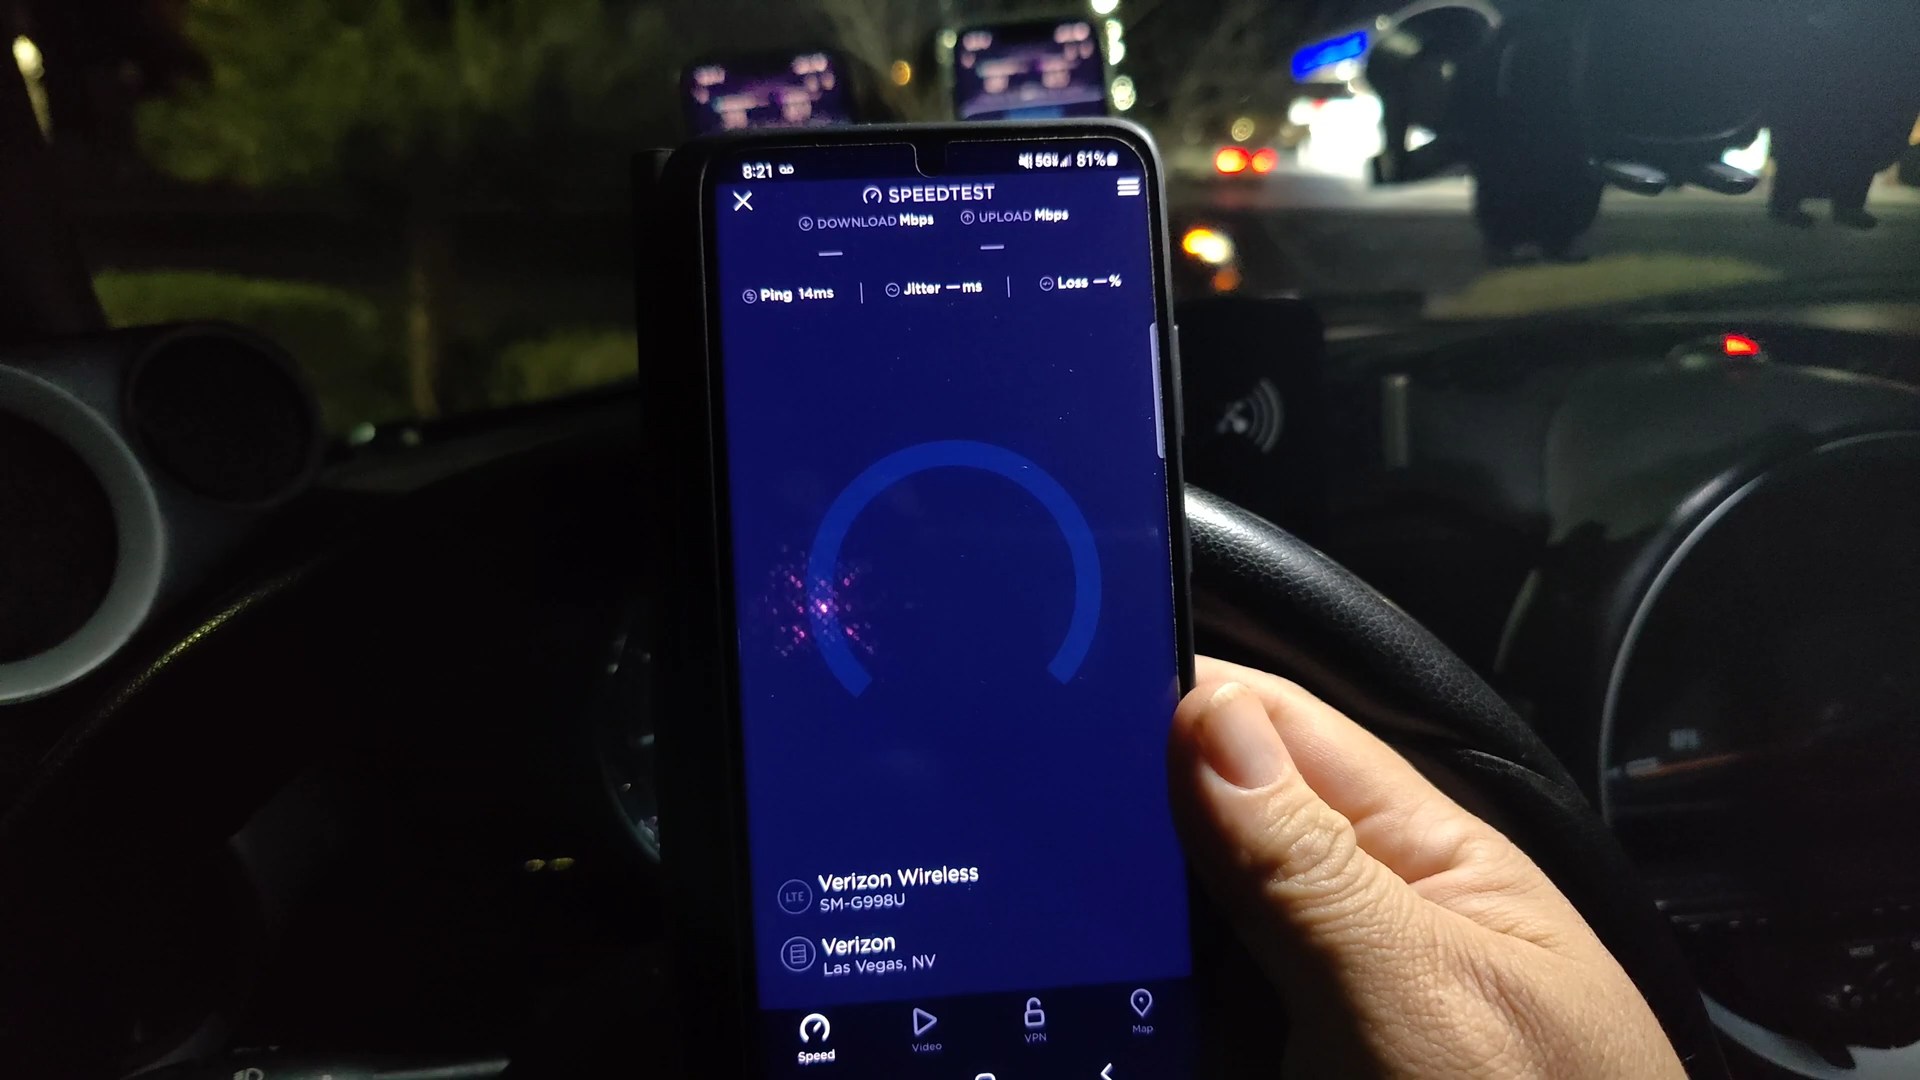 8:21 5G 81%
SPEEDTEST
DOWNLOAD Mbps UPLOAD Mbps
— —
Ping 14ms | Jitter — ms | Loss — %
LTE Verizon Wireless
SM-G998U
Verizon
Las Vegas, NV
Speed Video VPN Map